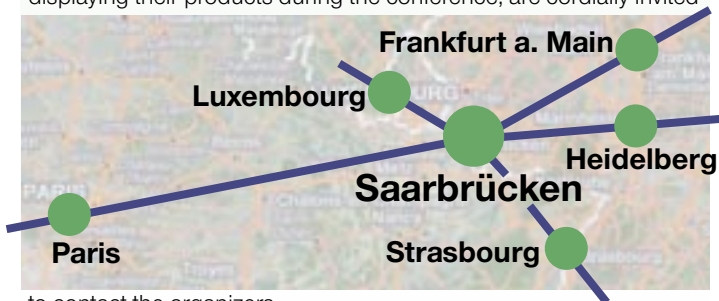 displaying their products during the conference, are cordially invited
Frankfurt a. Main
Luxembourg
Heidelberg
Saarbrücken
Strasbourg
Paris
to contact the organizers